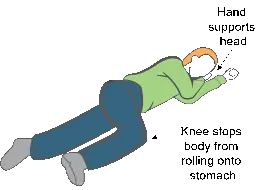 Hand
supports
head
Knee stops
body from
rolling onto
stomach